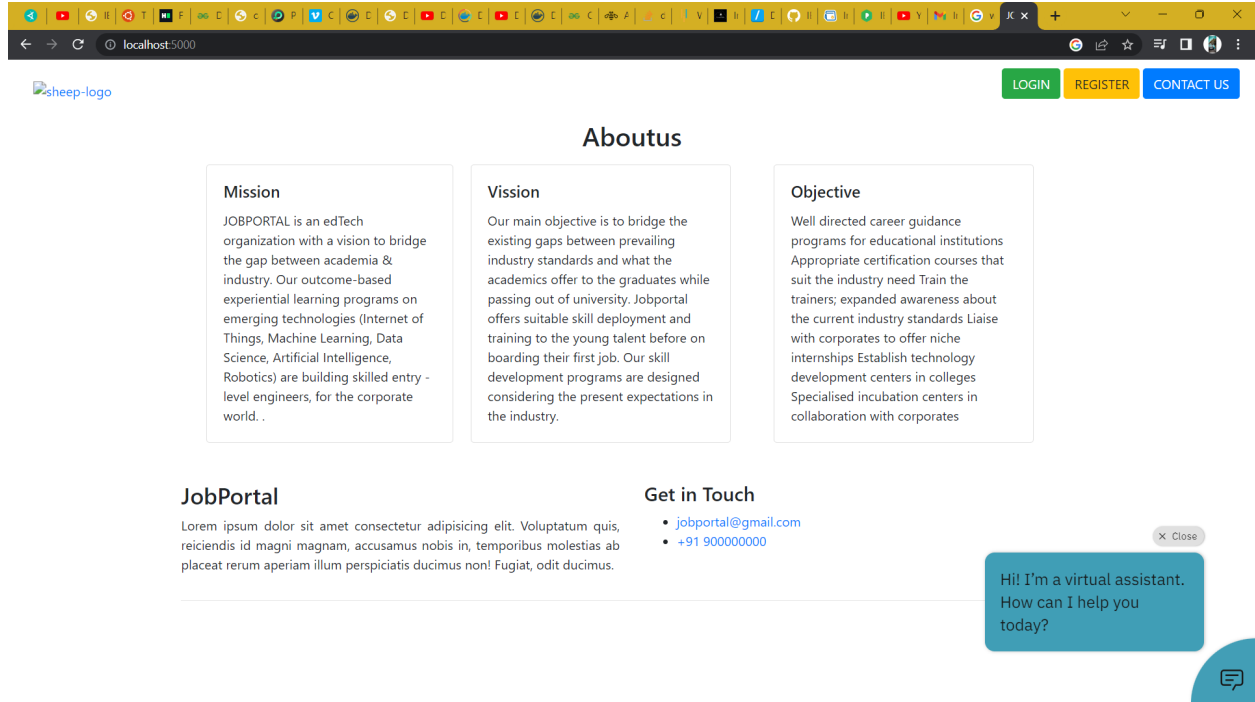 localhost:5000
sheep-logo
LOGIN
REGISTER
CONTACT US
Aboutus
Mission
JOBPORTAL is an edTech
organization with a vision to bridge
the gap between academia &
industry. Our outcome-based
experiential learning programs on
emerging technologies (Internet of
Things, Machine Learning, Data
Science, Artificial Intelligence,
Robotics) are building skilled entry -
level engineers, for the corporate
world. .
Vission
Our main objective is to bridge the
existing gaps between prevailing
industry standards and what the
academics offer to the graduates while
passing out of university. Jobportal
offers suitable skill deployment and
training to the young talent before on
boarding their first job. Our skill
development programs are designed
considering the present expectations in
the industry.
Objective
Well directed career guidance
programs for educational institutions
Appropriate certification courses that
suit the industry need Train the
trainers; expanded awareness about
the current industry standards Liaise
with corporates to offer niche
internships Establish technology
development centers in colleges
Specialised incubation centers in
collaboration with corporates
JobPortal
Lorem ipsum dolor sit amet consectetur adipisicing elit. Voluptatum quis,
reiciendis id magni magnam, accusamus nobis in, temporibus molestias ab
placeat rerum aperiam illum perspiciatis ducimus non! Fugiat, odit ducimus.
Get in Touch
jobportal@gmail.com
+91 900000000
Close
Hi! I'm a virtual assistant.
How can I help you
today?